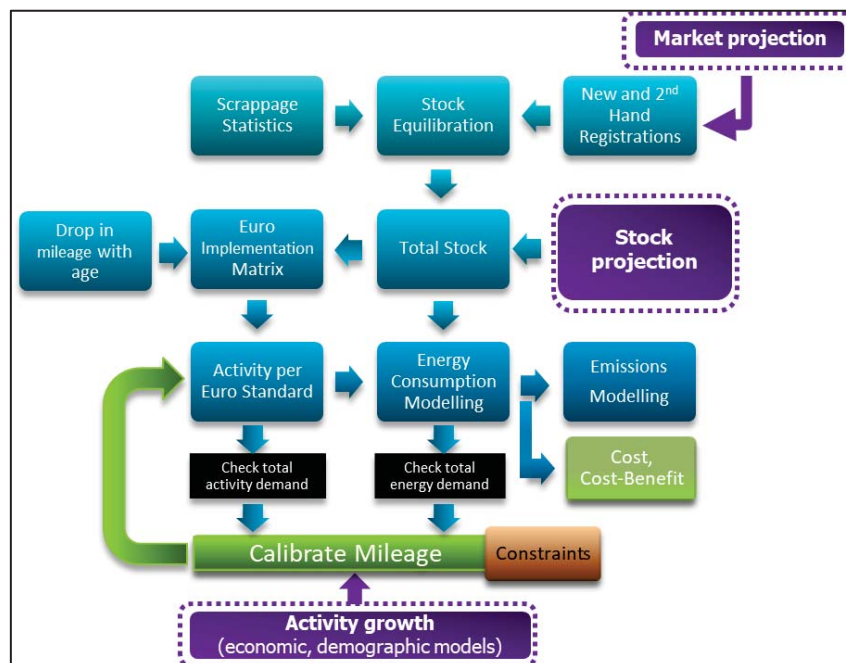 Market projection
Scrappage
Statistics
Stock
Equilibration
New and 2nd
Hand
Registrations
Drop in
mileage with
age
Euro
Implementation
Matrix
Total Stock
Stock
projection
Activity per
Euro Standard
Energy
Consumption
Modelling
Emissions
Modelling
Check total
activity demand
Check total
energy demand
Cost,
Cost-Benefit
Calibrate Mileage
Constraints
Activity growth
(economic, demographic models)